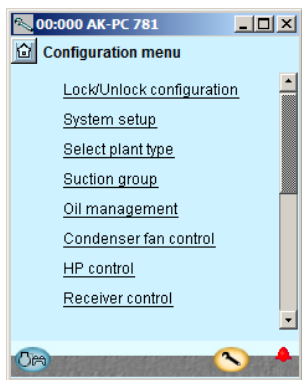 00:000 AK-PC 781
Configuration menu
Lock/Unlock configuration
System setup
Select plant type
Suction group
Oil management
Condenser fan control
HP control
Receiver control